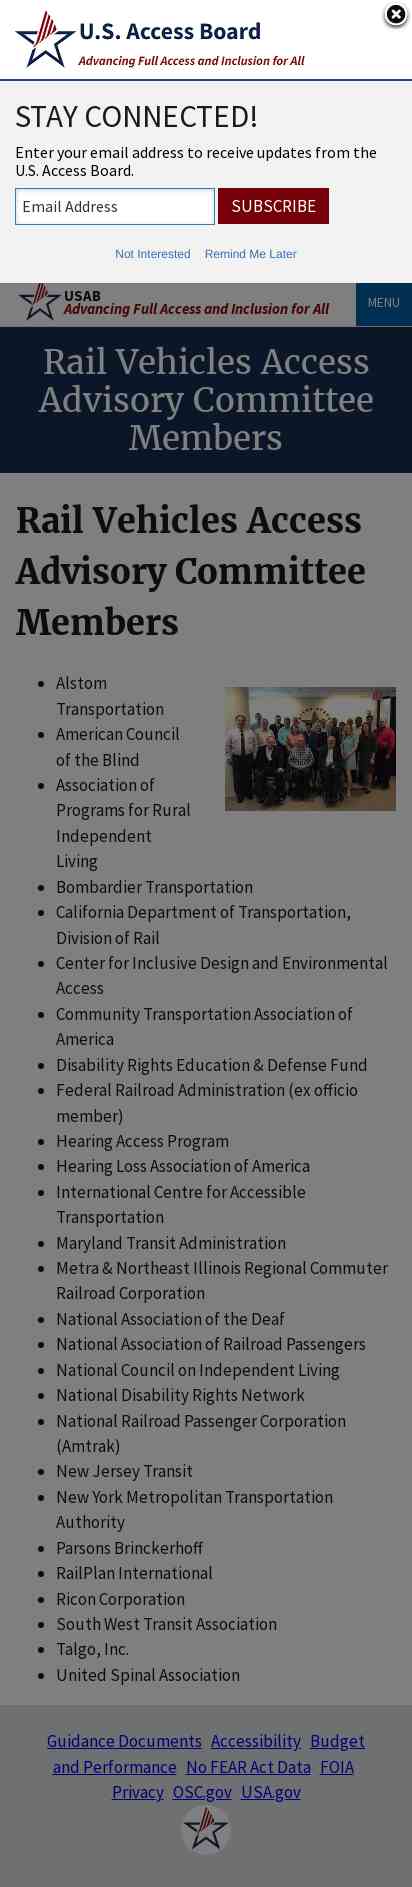 U.S. Access Board
Advancing Full Access and Inclusion for All
STAY CONNECTED!
Enter your email address to receive updates from the
U.S. Access Board.
Email Address
SUBSCRIBE
Not Interested Remind Me Later
USAB
Advancing Full Access and Inclusion for All
MENU
Rail Vehicles Access
Advisory Committee
Members
Rail Vehicles Access
Advisory Committee
Members
Alstom
Transportation
American Council
of the Blind
Association of
Programs for Rural
Independent
Living
Bombardier Transportation
California Department of Transportation,
Division of Rail
Center for Inclusive Design and Environmental
Access
Community Transportation Association of
America
Disability Rights Education & Defense Fund
Federal Railroad Administration (ex officio
member)
Hearing Access Program
Hearing Loss Association of America
International Centre for Accessible
Transportation
Maryland Transit Administration
Metra & Northeast Illinois Regional Commuter
Railroad Corporation
National Association of the Deaf
National Association of Railroad Passengers
National Council on Independent Living
National Disability Rights Network
National Railroad Passenger Corporation
(Amtrak)
New Jersey Transit
New York Metropolitan Transportation
Authority
Parsons Brinckerhoff
RailPlan International
Ricon Corporation
South West Transit Association
Talgo, Inc.
United Spinal Association
Guidance Documents Accessibility Budget
and Performance No FEAR Act Data FOIA
Privacy OSC.gov USA.gov